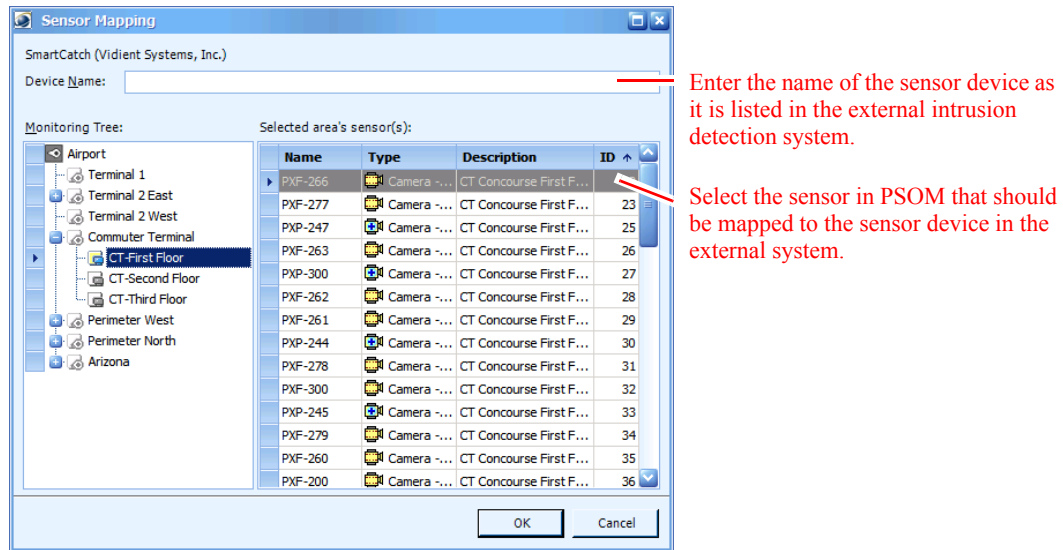 Sensor Mapping
SmartCatch (Vidient Systems, Inc.)
Device Name:
Enter the name of the sensor device as
it is listed in the external intrusion
detection system.
Monitoring Tree:
Airport
Terminal 1
Terminal 2 East
Terminal 2 West
Commuter Terminal
CT-First Floor
CT-Second Floor
CT-Third Floor
Perimeter West
Perimeter North
Arizona
Selected area's sensor(s):
Name Type Description ID
PXF-266 Camera -... CT Concourse First F...
PXF-277 Camera -... CT Concourse First F... 23
PXP-247 Camera -... CT Concourse First F... 25
PXF-263 Camera -... CT Concourse First F... 26
PXP-300 Camera -... CT Concourse First F... 27
PXF-262 Camera -... CT Concourse First F... 28
PXF-261 Camera -... CT Concourse First F... 29
PXP-244 Camera -... CT Concourse First F... 30
PXF-278 Camera -... CT Concourse First F... 31
PXF-300 Camera -... CT Concourse First F... 32
PXP-245 Camera -... CT Concourse First F... 33
PXF-279 Camera -... CT Concourse First F... 34
PXF-260 Camera -... CT Concourse First F... 35
PXF-200 Camera -... CT Concourse First F... 36
Select the sensor in PSOM that should
be mapped to the sensor device in the
external system.
OK
Cancel